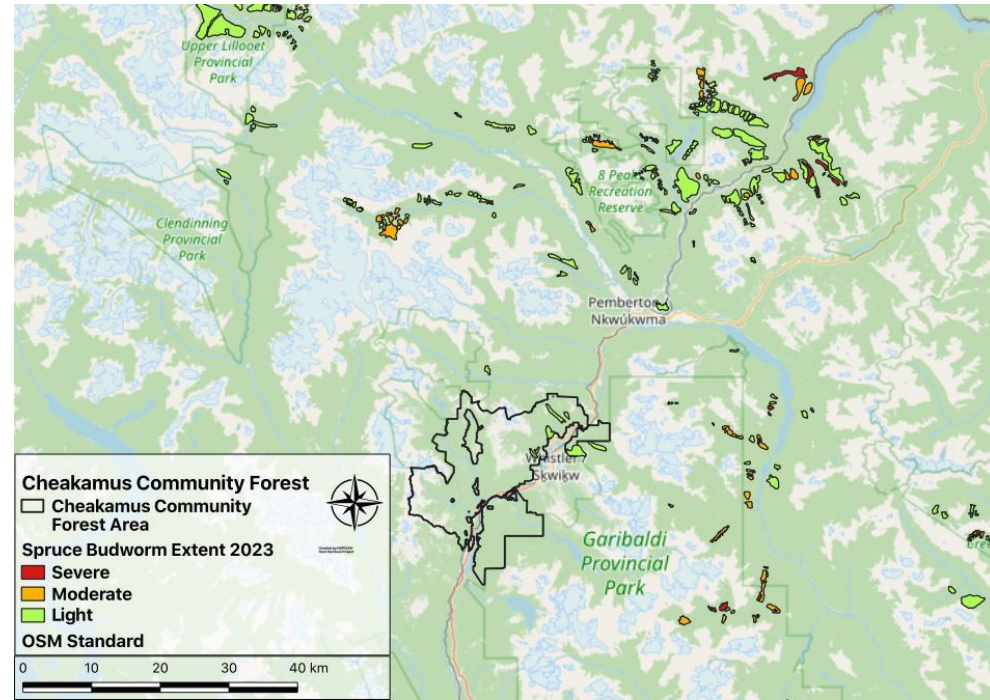 Upper Lillooet
Provincial
Park
8 Peaks
Recreation
Reserve
Clendinning
Provincial
Park
Pemberton /
Nkwúkwma
Whistler /
Sḵwiḵw
Garibaldi
Provincial
Park
Cheakamus Community Forest
Cheakamus Community
Forest Area
Spruce Budworm Extent 2023
Severe
Moderate
Light
OSM Standard
0 10 20 30 40 km